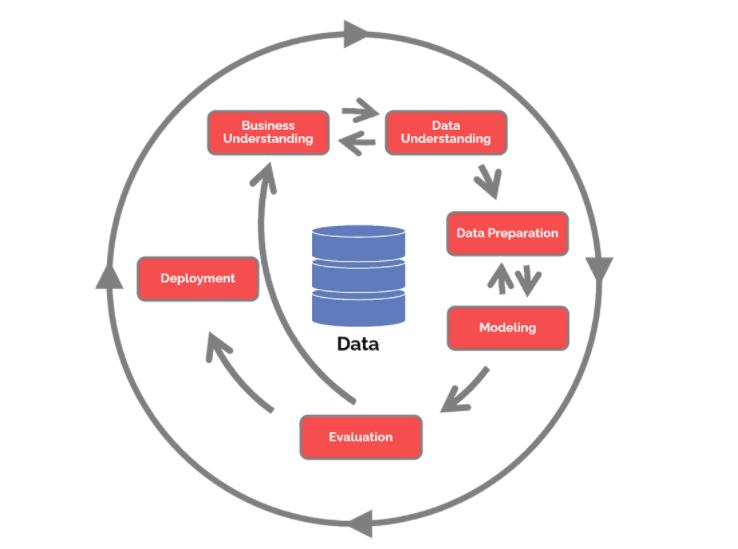 Business
Understanding
Data
Understanding
Data Preparation
Deployment
Modeling
Data
Evaluation